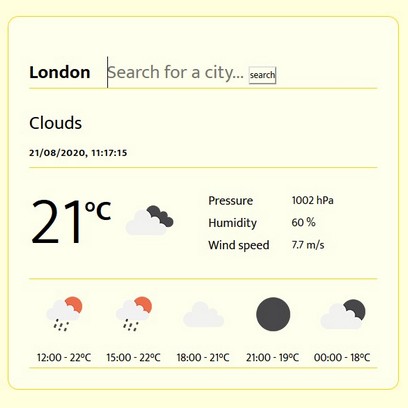 London Search for a city... search
Clouds
21/08/2020, 11:17:15
21°C
Pressure 1002 hPa
Humidity 60 %
Wind speed 7.7 m/s
12:00 - 22ºC 15:00 - 22ºC 18:00 - 21ºC 21:00 - 19ºC 00:00 - 18ºC